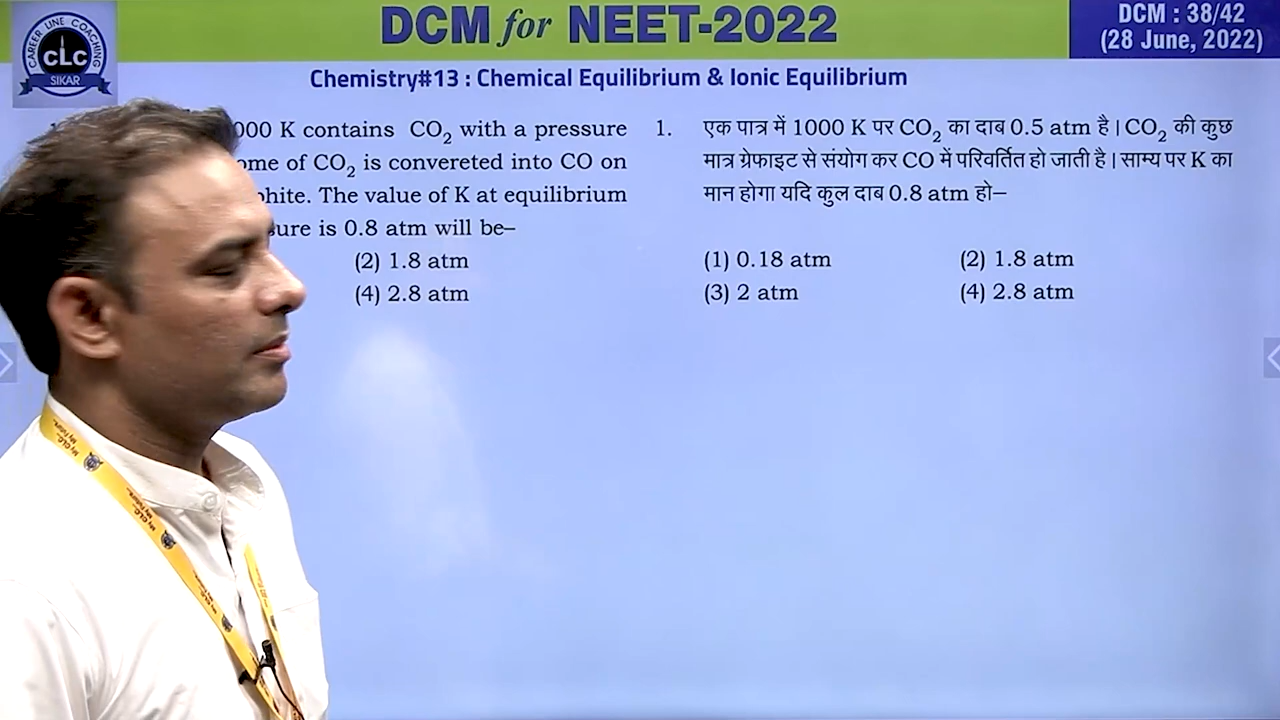 DCM for NEET-2022
DCM : 38/42
(28 June, 2022)
CAREER LINE COACHING
CLC
SIKAR
Chemistry#13 : Chemical Equilibrium & Ionic Equilibrium
000 K contains CO₂ with a pressure
ome of CO₂ is convereted into CO on
phite. The value of K at equilibrium
sure is 0.8 atm will be–
(2) 1.8 atm
(4) 2.8 atm
1. एक पात्र में 1000 K पर CO₂ का दाब 0.5 atm है। CO₂ की कुछ
मात्र ग्रेफाइट से संयोग कर CO में परिवर्तित हो जाती है। साम्य पर K का
मान होगा यदि कुल दाब 0.8 atm हो–
(1) 0.18 atm (2) 1.8 atm
(3) 2 atm (4) 2.8 atm